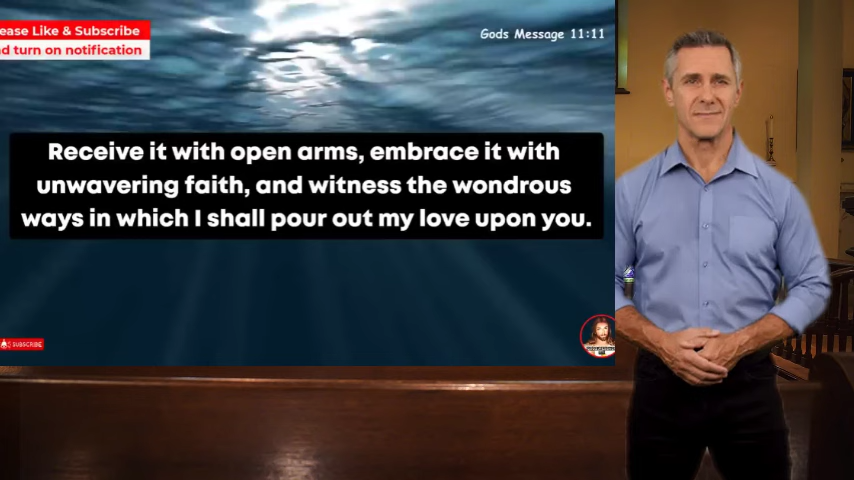 ease Like & Subscribe
nd turn on notification
Gods Message 11:11
Receive it with open arms, embrace it with
unwavering faith, and witness the wondrous
ways in which I shall pour out my love upon you.
SUBSCRIBE